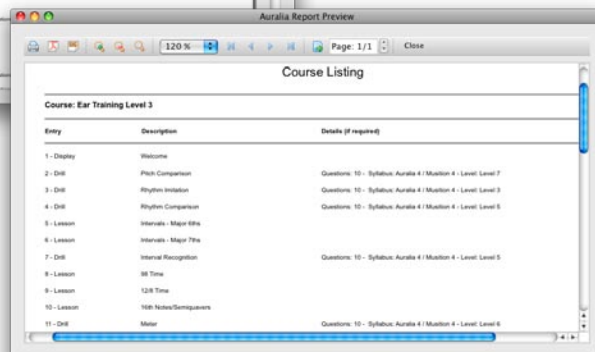 Auralia Report Preview
120 % Page: 1/1 Close
Course Listing
Course: Ear Training Level 3
Entry Description Details (if required)
1 - Display Welcome
2 - Drill Pitch Comparison Questions: 10 - Syllabus: Auralia 4 / Musition 4 - Level: Level 7
3 - Drill Rhythm Imitation Questions: 10 - Syllabus: Auralia 4 / Musition 4 - Level: Level 3
4 - Drill Rhythm Comparison Questions: 10 - Syllabus: Auralia 4 / Musition 4 - Level: Level 5
5 - Lesson Intervals - Major 6ths
6 - Lesson Intervals - Major 7ths
7 - Drill Interval Recognition Questions: 10 - Syllabus: Auralia 4 / Musition 4 - Level: Level 5
8 - Lesson 98 Time
9 - Lesson 12/8 Time
10 - Lesson 16th Notes/Semiquavers
11 - Drill Meter Questions: 10 - Syllabus: Auralia 4 / Musition 4 - Level: Level 6